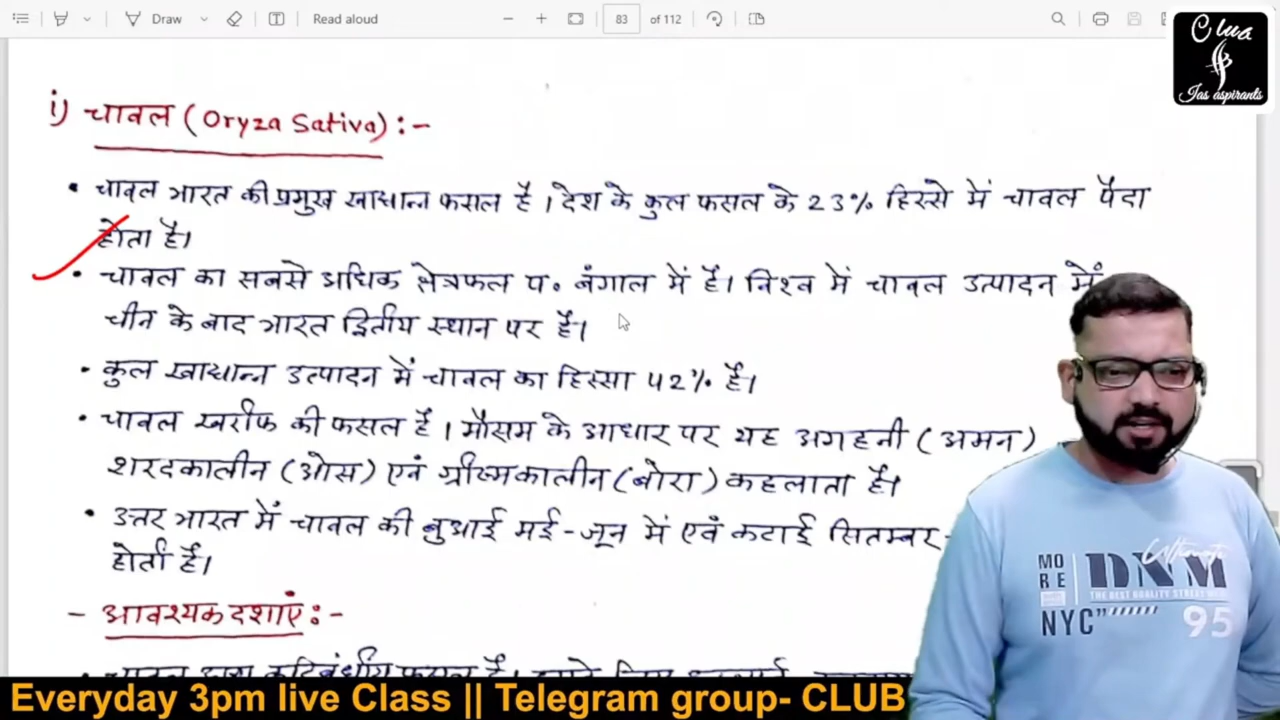 Draw
Read aloud
83 of 112
Clua
Ias aspirants
i) चावल (Oryza Sativa) :-
• चावल भारत की प्रमुख खाद्यान्न फसल है। देश के कुल फसल के 23% हिस्से में चावल पैदा
होता है।
• चावल का सबसे अधिक क्षेत्रफल प० बंगाल में है। विश्व में चावल उत्पादन में
चीन के बाद भारत द्वितीय स्थान पर है।
• कुल खाद्यान्न उत्पादन में चावल का हिस्सा 42% है।
• चावल खरीफ की फसल है। मौसम के आधार पर यह अगहनी (अमन)
शरदकालीन (ओस) एवं ग्रीष्मकालीन (बोरा) कहलाता है।
• उत्तर भारत में चावल की बुआई मई-जून में एवं कटाई सितम्बर-
होती है।
- आवश्यक दशाएं :-
MORE
NYC"
DNM
Ultimate
95
Everyday 3pm live Class || Telegram group- CLUB